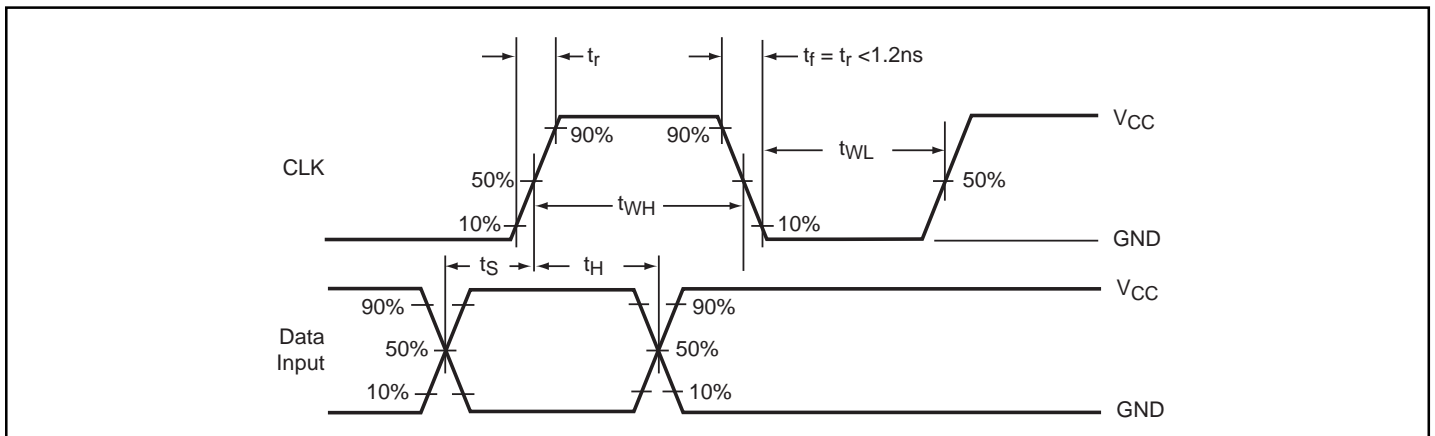 tr
tf = tr <1.2ns
VCC
90%
90%
tWL
CLK
50%
50%
tWH
10%
10%
GND
tS
tH
VCC
90%
90%
Data
Input
50%
50%
10%
10%
GND